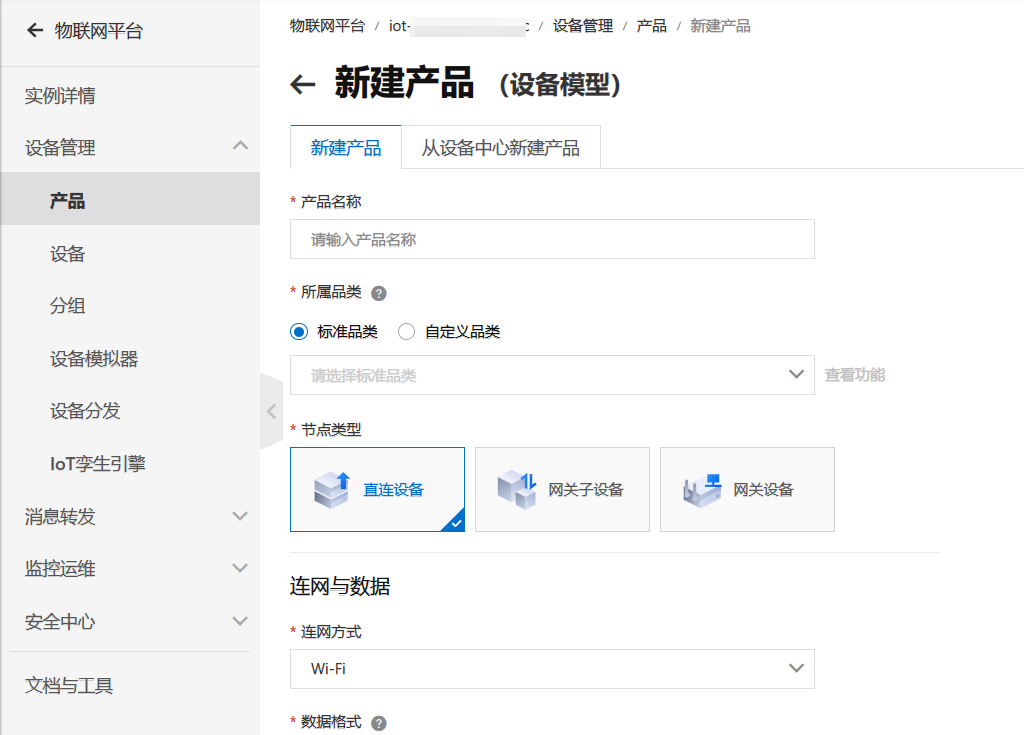 物联网平台
实例详情
设备管理
产品
设备
分组
设备模拟器
设备分发
IoT孪生引擎
消息转发
监控运维
安全中心
文档与工具
物联网平台 / iot- / 设备管理 / 产品 / 新建产品
新建产品 (设备模型)
新建产品 从设备中心新建产品
* 产品名称
请输入产品名称
* 所属品类 ?
标准品类 自定义品类
请选择标准品类 查看功能
* 节点类型
直连设备 网关子设备 网关设备
连网与数据
* 连网方式
Wi-Fi
* 数据格式 ?